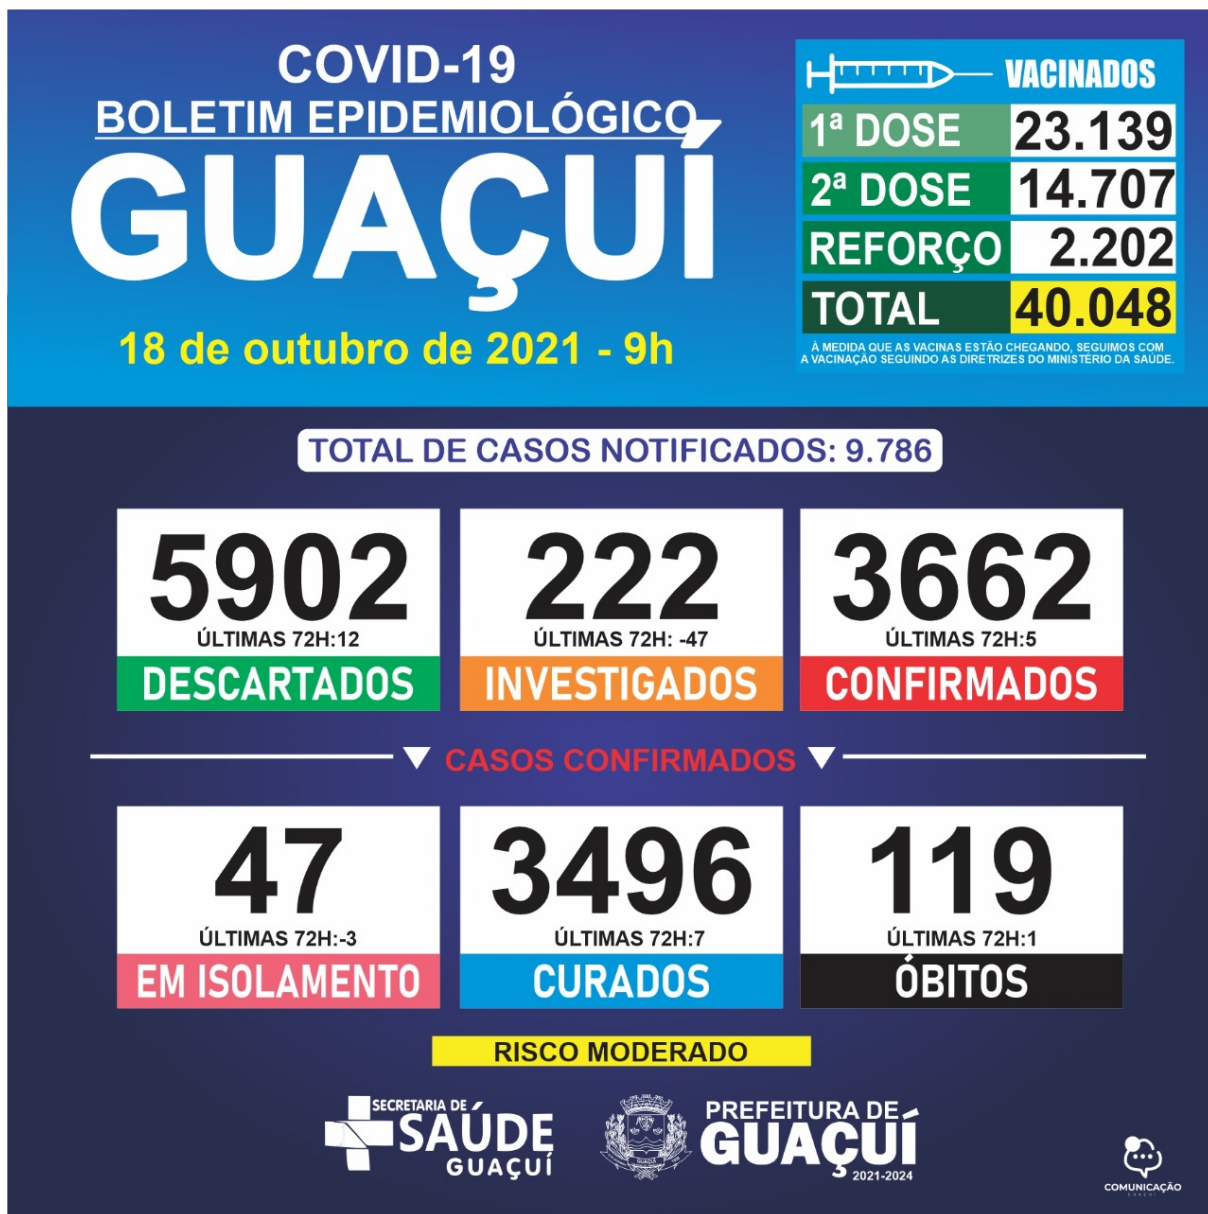 COVID-19
BOLETIM EPIDEMIOLÓGICO
GUAÇUÍ
18 de outubro de 2021 - 9h
VACINADOS
1ª DOSE 23.139
2ª DOSE 14.707
REFORÇO 2.202
TOTAL 40.048
À MEDIDA QUE AS VACINAS ESTÃO CHEGANDO, SEGUIMOS COM
A VACINAÇÃO SEGUINDO AS DIRETRIZES DO MINISTÉRIO DA SAÚDE.
TOTAL DE CASOS NOTIFICADOS: 9.786
5902
ÚLTIMAS 72H:12
DESCARTADOS
222
ÚLTIMAS 72H: -47
INVESTIGADOS
3662
ÚLTIMAS 72H:5
CONFIRMADOS
CASOS CONFIRMADOS
47
ÚLTIMAS 72H:-3
EM ISOLAMENTO
3496
ÚLTIMAS 72H:7
CURADOS
119
ÚLTIMAS 72H:1
ÓBITOS
RISCO MODERADO
SECRETARIA DE
SAÚDE
GUAÇUÍ
GUAÇUÍ
PREFEITURA DE
GUAÇUÍ
2021-2024
COMUNICAÇÃO
GUAÇUÍ